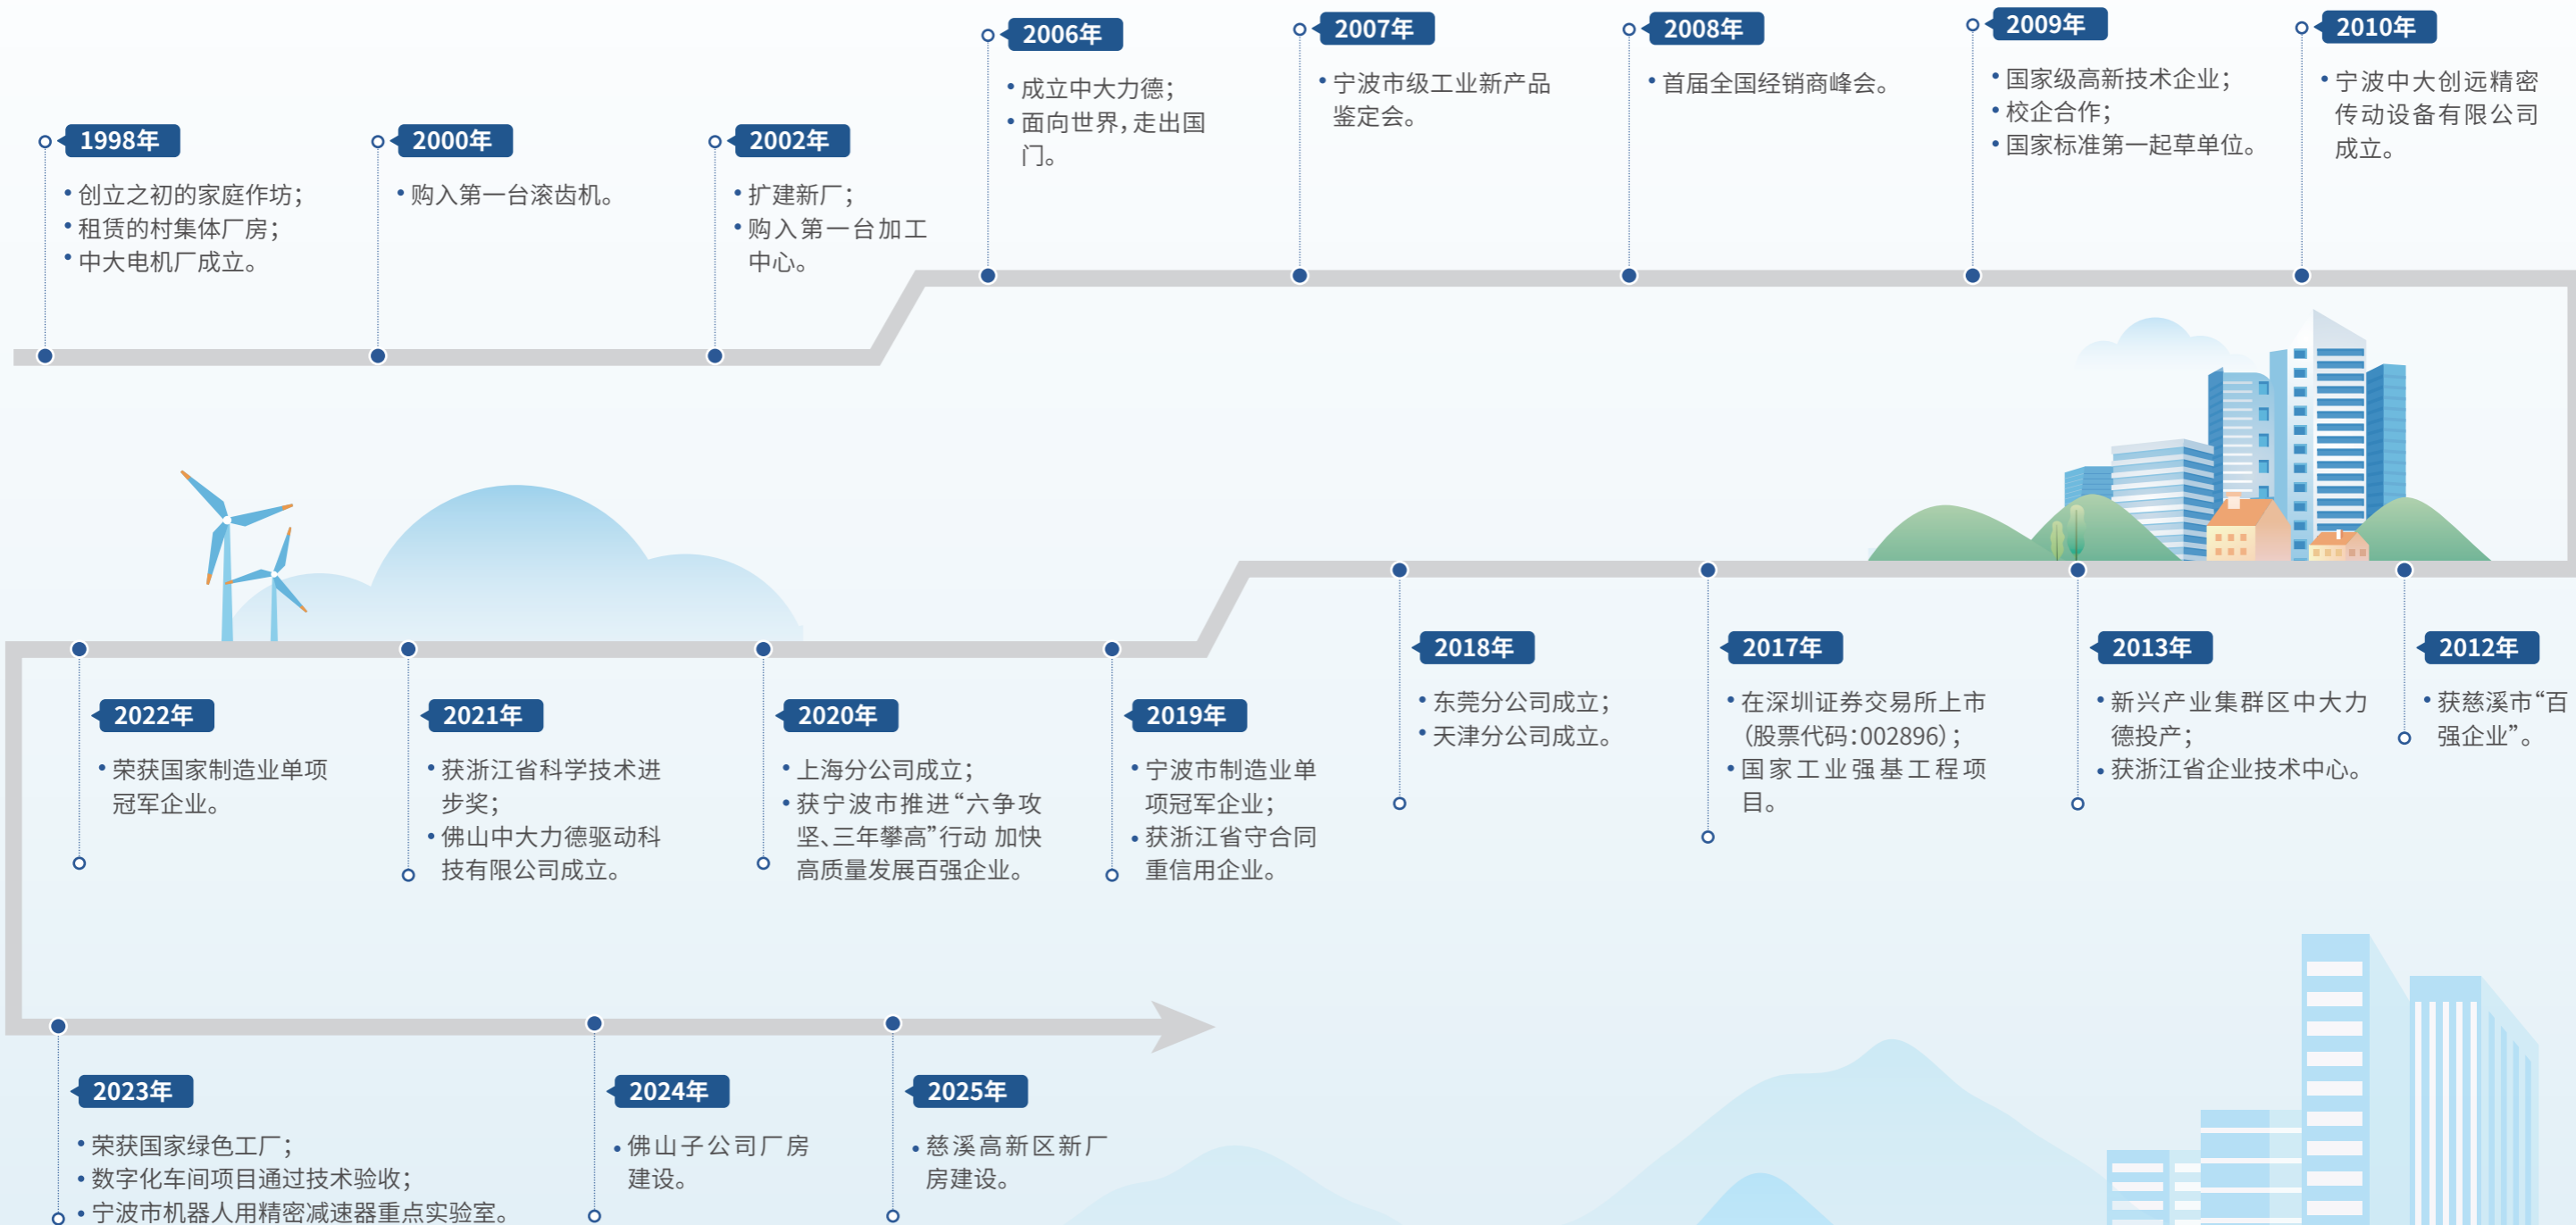 1998年
创立之初的家庭作坊；
租赁的村集体厂房；
中大电机厂成立。
2000年
购入第一台滚齿机。
2002年
扩建新厂；
购入第一台加工
中心。
2006年
成立中大力德；
面向世界，走出国
门。
2007年
宁波市级工业新产品
鉴定会。
2008年
首届全国经销商峰会。
2009年
国家级高新技术企业；
校企合作；
国家标准第一起草单位。
2010年
宁波中大创远精密
传动设备有限公司
成立。
2012年
获慈溪市“百
强企业”。
2013年
新兴产业集群区中大力
德投产；
获浙江省企业技术中心。
2017年
在深圳证券交易所上市
（股票代码：002896）；
国家工业强基工程项
目。
2018年
东莞分公司成立；
天津分公司成立。
2019年
宁波市制造业单
项冠军企业；
获浙江省守合同
重信用企业。
2020年
上海分公司成立；
获宁波市推进“六争攻
坚、三年攀高”行动 加快
高质量发展百强企业。
2021年
获浙江省科学技术进
步奖；
佛山中大力德驱动科
技有限公司成立。
2022年
荣获国家制造业单项
冠军企业。
2023年
荣获国家绿色工厂；
数字化车间项目通过技术验收；
宁波市机器人用精密减速器重点实验室。
2024年
佛山子公司厂房
建设。
2025年
慈溪高新区新厂
房建设。